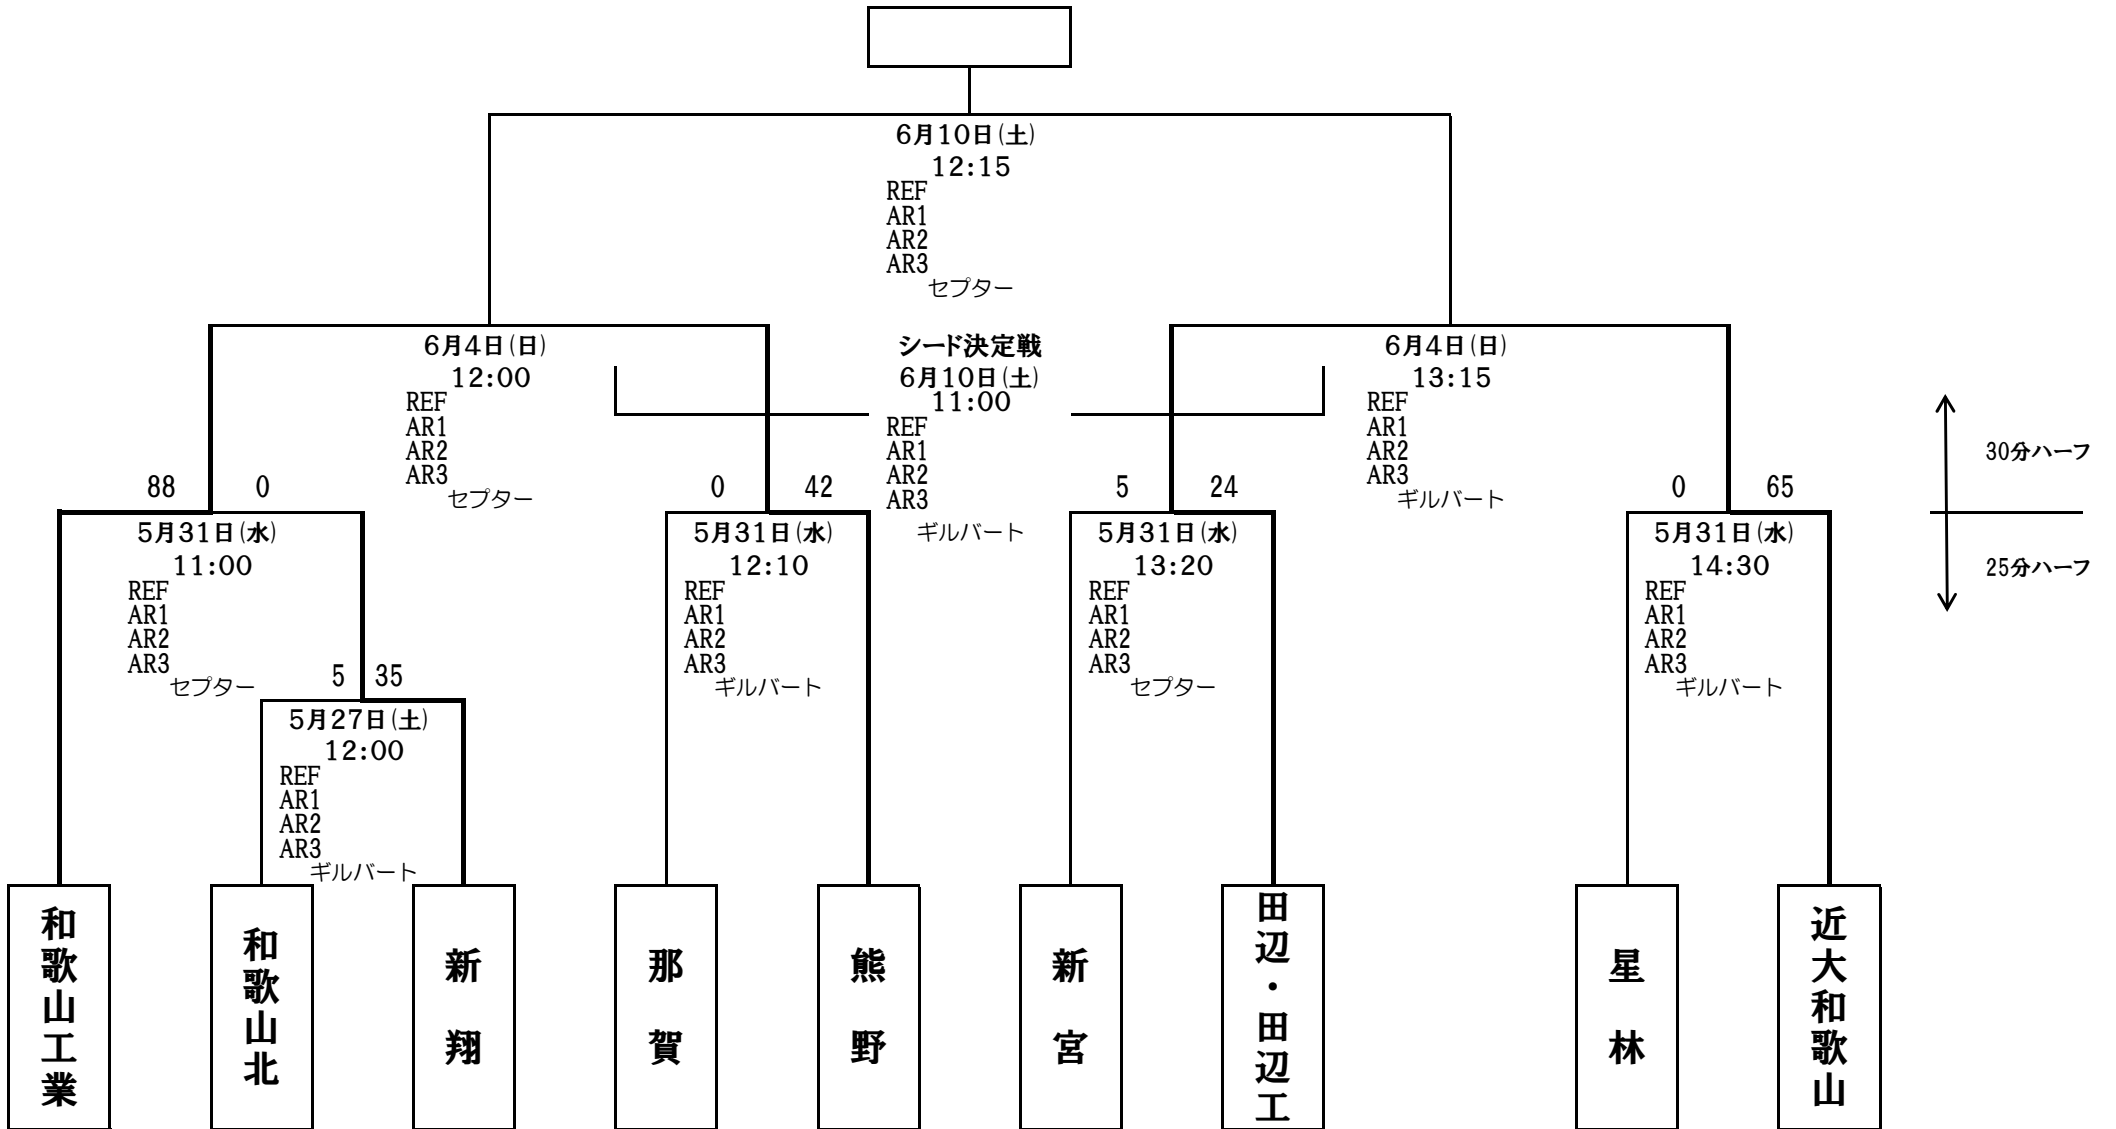 6月10日(土)
12:15
REF
AR1
AR2
AR3
セプター
6月4日(日)
12:00
REF
AR1
AR2
AR3
セプター
シード決定戦
6月10日(土)
11:00
REF
AR1
AR2
AR3
ギルバート
6月4日(日)
13:15
REF
AR1
AR2
AR3
ギルバート
30分ハーフ
25分ハーフ
88 0
5月31日(水)
11:00
REF
AR1
AR2
AR3
セプター
0 42
5月31日(水)
12:10
REF
AR1
AR2
AR3
ギルバート
5 24
5月31日(水)
13:20
REF
AR1
AR2
AR3
セプター
0 65
5月31日(水)
14:30
REF
AR1
AR2
AR3
ギルバート
5 35
5月27日(土)
12:00
REF
AR1
AR2
AR3
ギルバート
和歌山工業
和歌山北
新翔
那賀
熊野
新宮
田辺・田辺工
星林
近大和歌山